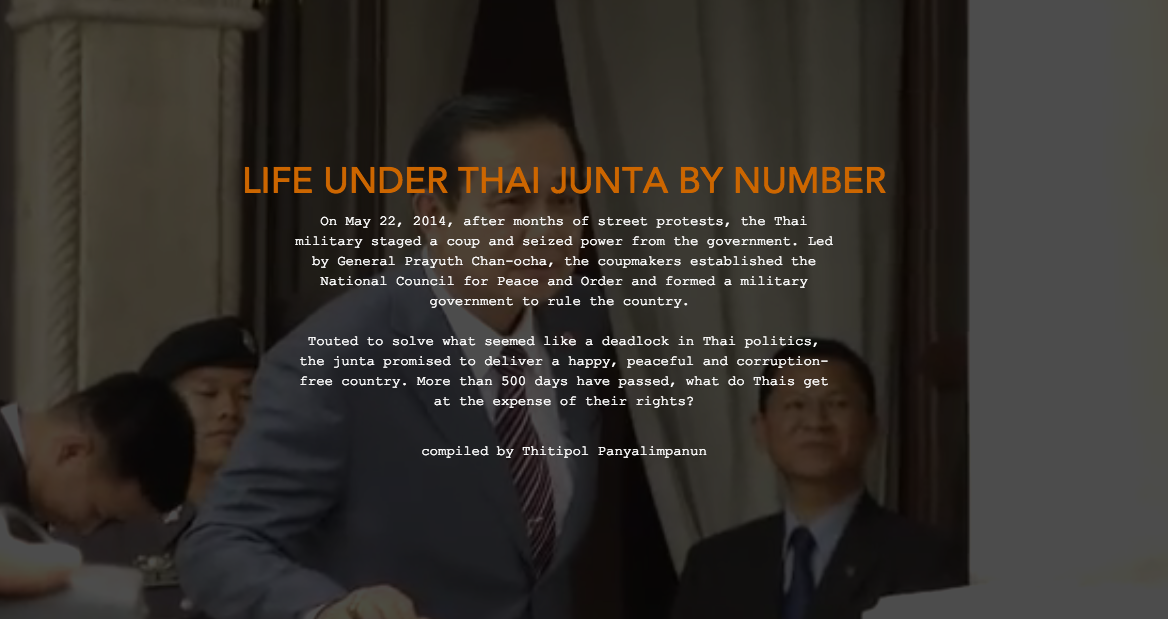 LIFE UNDER THAI JUNTA BY NUMBER
On May 22, 2014, after months of street protests, the Thai
military staged a coup and seized power from the government. Led
by General Prayuth Chan-ocha, the coupmakers established the
National Council for Peace and Order and formed a military
government to rule the country.
Touted to solve what seemed like a deadlock in Thai politics,
the junta promised to deliver a happy, peaceful and corruption-
free country. More than 500 days have passed, what do Thais get
at the expense of their rights?
compiled by Thitipol Panyalimpanun